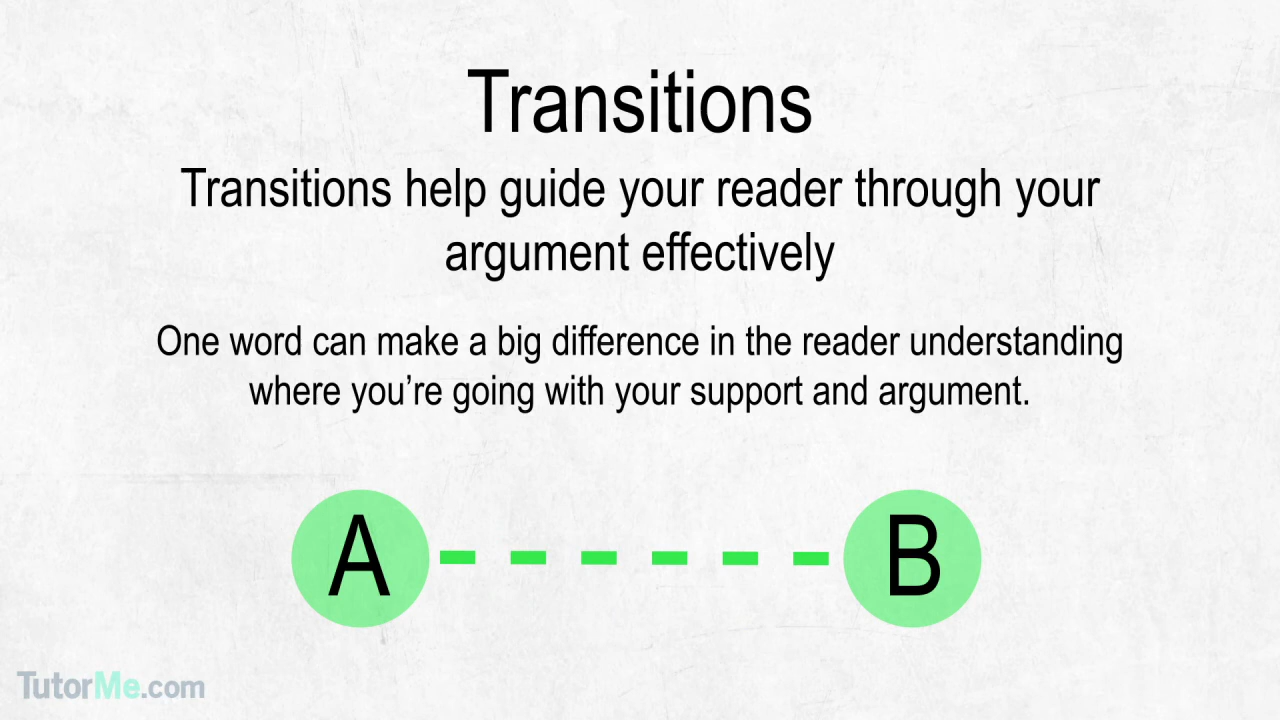 Transitions
Transitions help guide your reader through your
argument effectively
One word can make a big difference in the reader understanding
where you’re going with your support and argument.
A
B
TutorMe.com